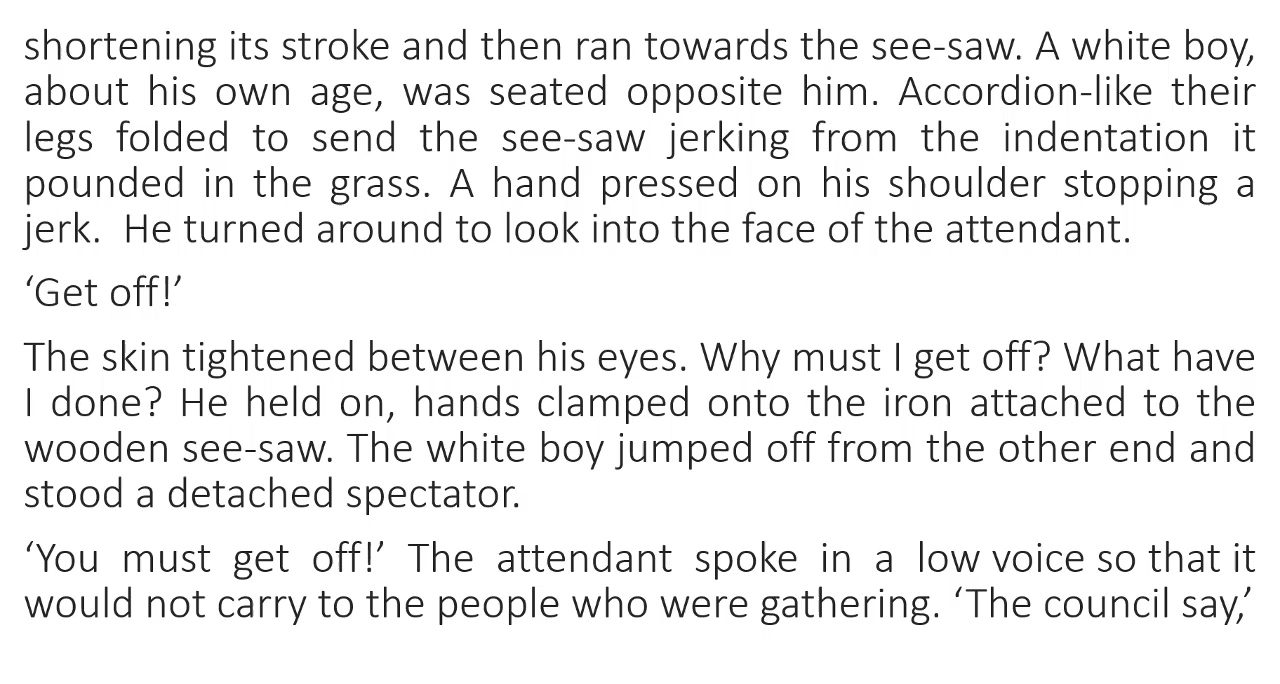 shortening its stroke and then ran towards the see-saw. A white boy,
about his own age, was seated opposite him. Accordion-like their
legs folded to send the see-saw jerking from the indentation it
pounded in the grass. A hand pressed on his shoulder stopping a
jerk.  He turned around to look into the face of the attendant.
‘Get off!’
The skin tightened between his eyes. Why must I get off? What have
I done? He held on, hands clamped onto the iron attached to the
wooden see-saw. The white boy jumped off from the other end and
stood a detached spectator.
‘You must get off!’ The attendant spoke in a low voice so that it
would not carry to the people who were gathering. ‘The council say,’